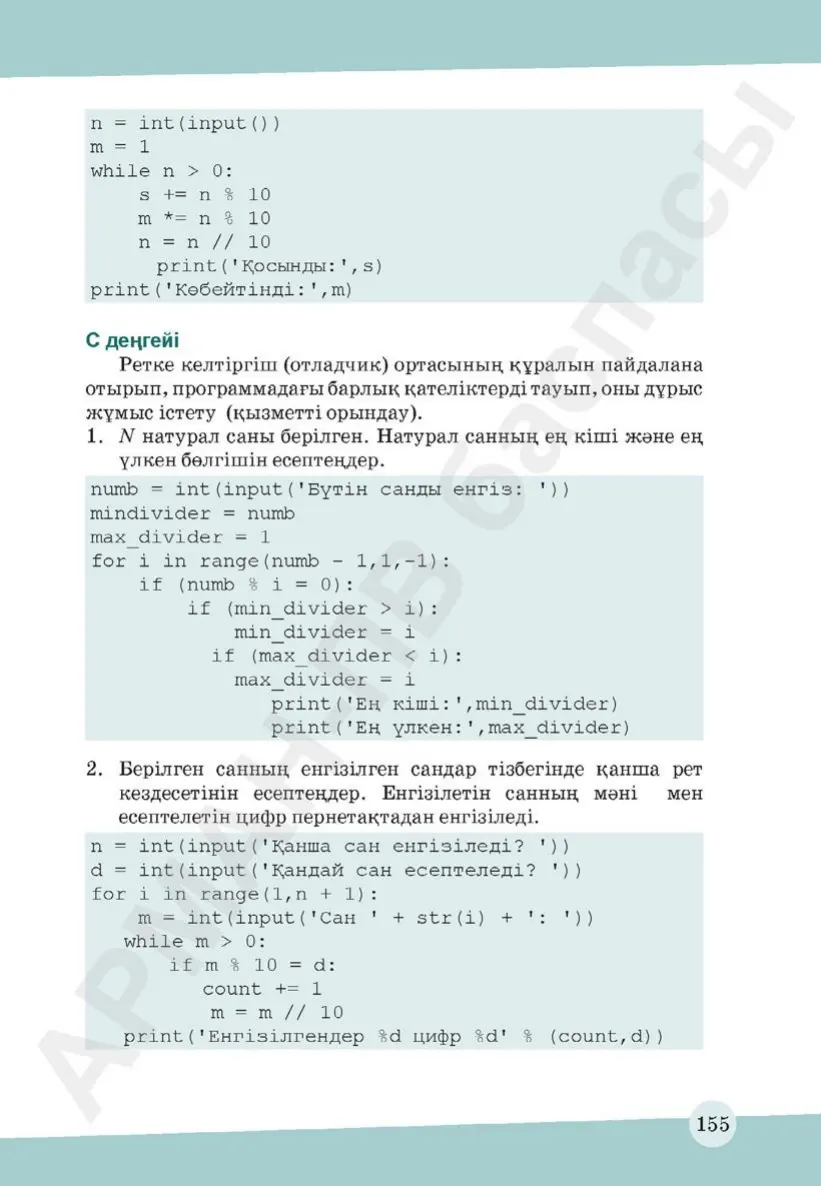 n = int(input())
m = 1
while n > 0:
    s += n % 10
    m *= n % 10
    n = n // 10
      print('Қосынды:',s)
print('Көбейтінді:',m)
С деңгейі
Ретке келтіргіш (отладчик) ортасының құралын пайдалана
отырып, программадағы барлық қателіктерді тауып, оны дұрыс
жұмыс істету (қызметті орындау).
1. N натурал саны берілген. Натурал санның ең кіші және ең
үлкен бөлгішін есептеңдер.
numb = int(input('Бүтін санды енгіз: '))
mindivider = numb
max_divider = 1
for i in range(numb - 1,1,-1):
    if (numb % i = 0):
        if (min_divider > i):
            min_divider = i
          if (max_divider < i):
            max_divider = i
               print('Ең кіші:',min_divider)
               print('Ең үлкен:',max_divider)
2. Берілген санның енгізілген сандар тізбегінде қанша рет
кездесетінін есептеңдер. Енгізілетін санның мәні мен
есептелетін цифр пернетақтадан енгізіледі.
n = int(input('Қанша сан енгізіледі? '))
d = int(input('Қандай сан есептеледі? '))
for i in range(1,n + 1):
    m = int(input('Сан ' + str(i) + ': '))
   while m > 0:
       if m % 10 = d:
          count += 1
          m = m // 10
   print('Енгізілгендер %d цифр %d' % (count,d))
АРМАН-ПВ баспасы
155